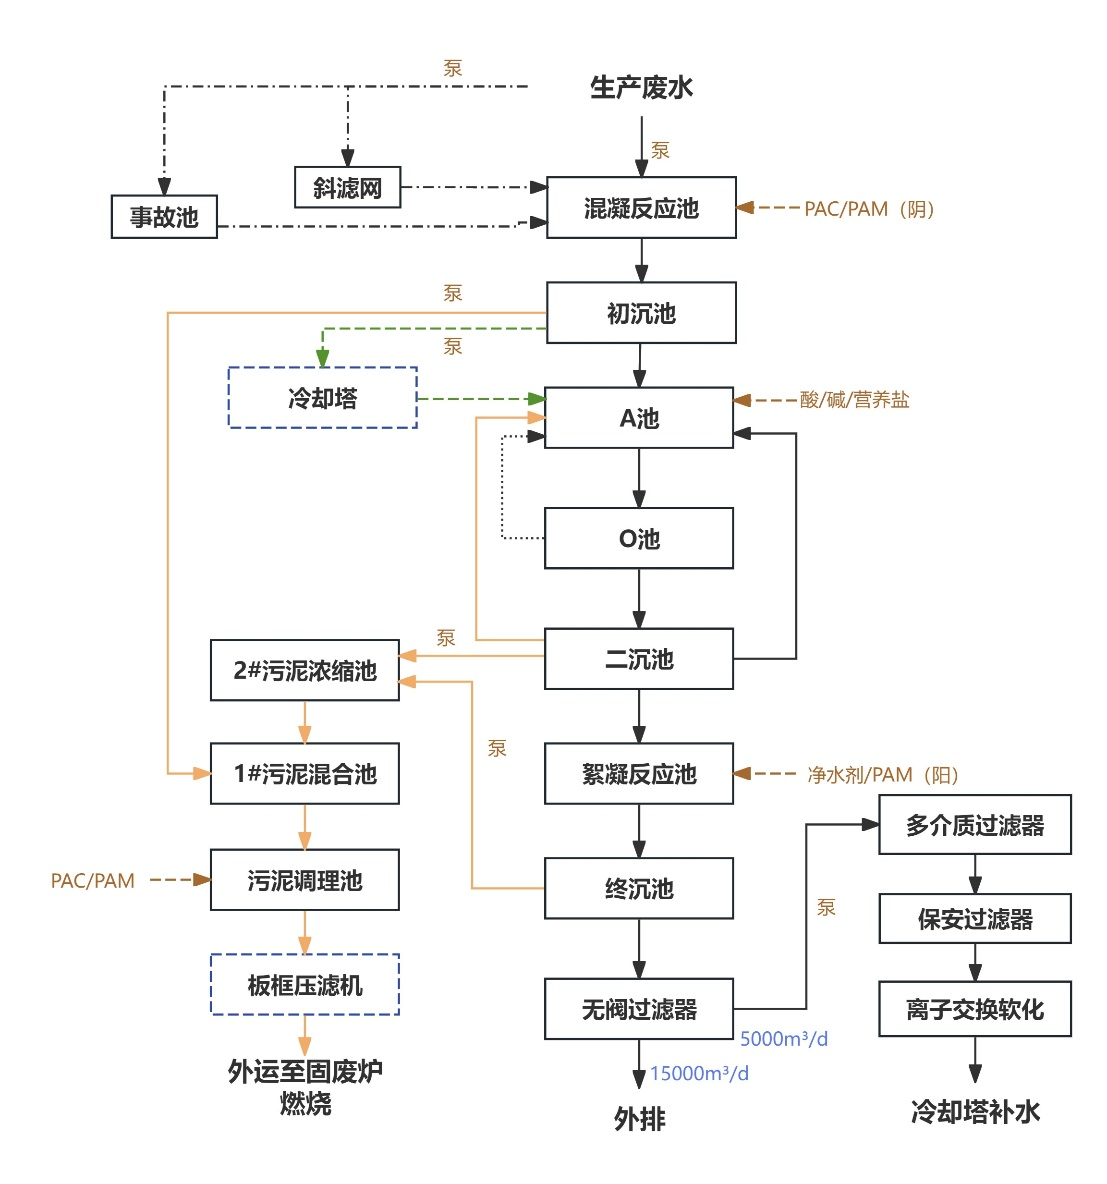 泵
生产废水
泵
斜滤网
事故池
混凝反应池
PAC/PAM（阴）
泵
初沉池
泵
冷却塔
A池
酸/碱/营养盐
O池
泵
二沉池
2#污泥浓缩池
泵
1#污泥混合池
絮凝反应池
净水剂/PAM（阳）
多介质过滤器
PAC/PAM
污泥调理池
终沉池
泵
保安过滤器
板框压滤机
无阀过滤器
离子交换软化
5000m³/d
外运至固废炉
燃烧
15000m³/d
外排
冷却塔补水